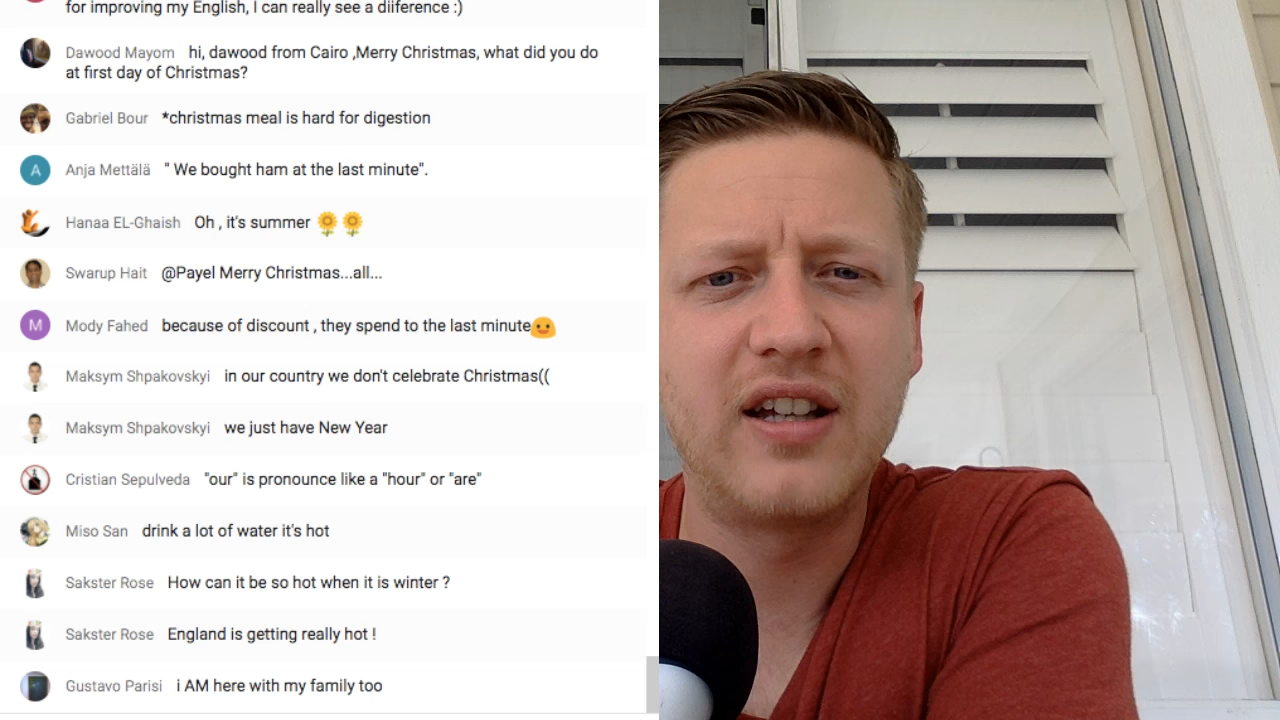 for improving my English, I can really see a diifference :)
Dawood Mayom hi, dawood from Cairo ,Merry Christmas, what did you do
at first day of Christmas?
Gabriel Bour *christmas meal is hard for digestion
A Anja Mettälä " We bought ham at the last minute".
Hanaa EL-Ghaish Oh , it's summer 🌻🌻
Swarup Hait @Payel Merry Christmas...all...
M Mody Fahed because of discount , they spend to the last minute
Maksym Shpakovskyi in our country we don't celebrate Christmas((
Maksym Shpakovskyi we just have New Year
Cristian Sepulveda "our" is pronounce like a "hour" or "are"
Miso San drink a lot of water it's hot
Sakster Rose How can it be so hot when it is winter ?
Sakster Rose England is getting really hot !
Gustavo Parisi i AM here with my family too